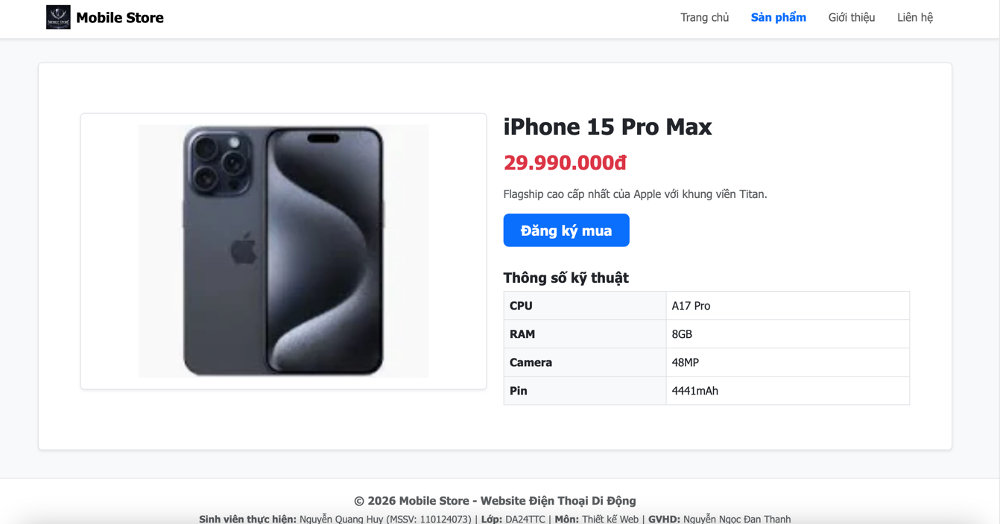 Mobile Store
Trang chủ Sản phẩm Giới thiệu Liên hệ
iPhone 15 Pro Max
29.990.000đ
Flagship cao cấp nhất của Apple với khung viền Titan.
Đăng ký mua
Thông số kỹ thuật
CPU A17 Pro
RAM 8GB
Camera 48MP
Pin 4441mAh
© 2026 Mobile Store - Website Điện Thoại Di Động
Sinh viên thực hiện: Nguyễn Quang Huy (MSSV: 110124073) | Lớp: DA24TTC | Môn: Thiết kế Web | GVHD: Nguyễn Ngọc Đan Thanh